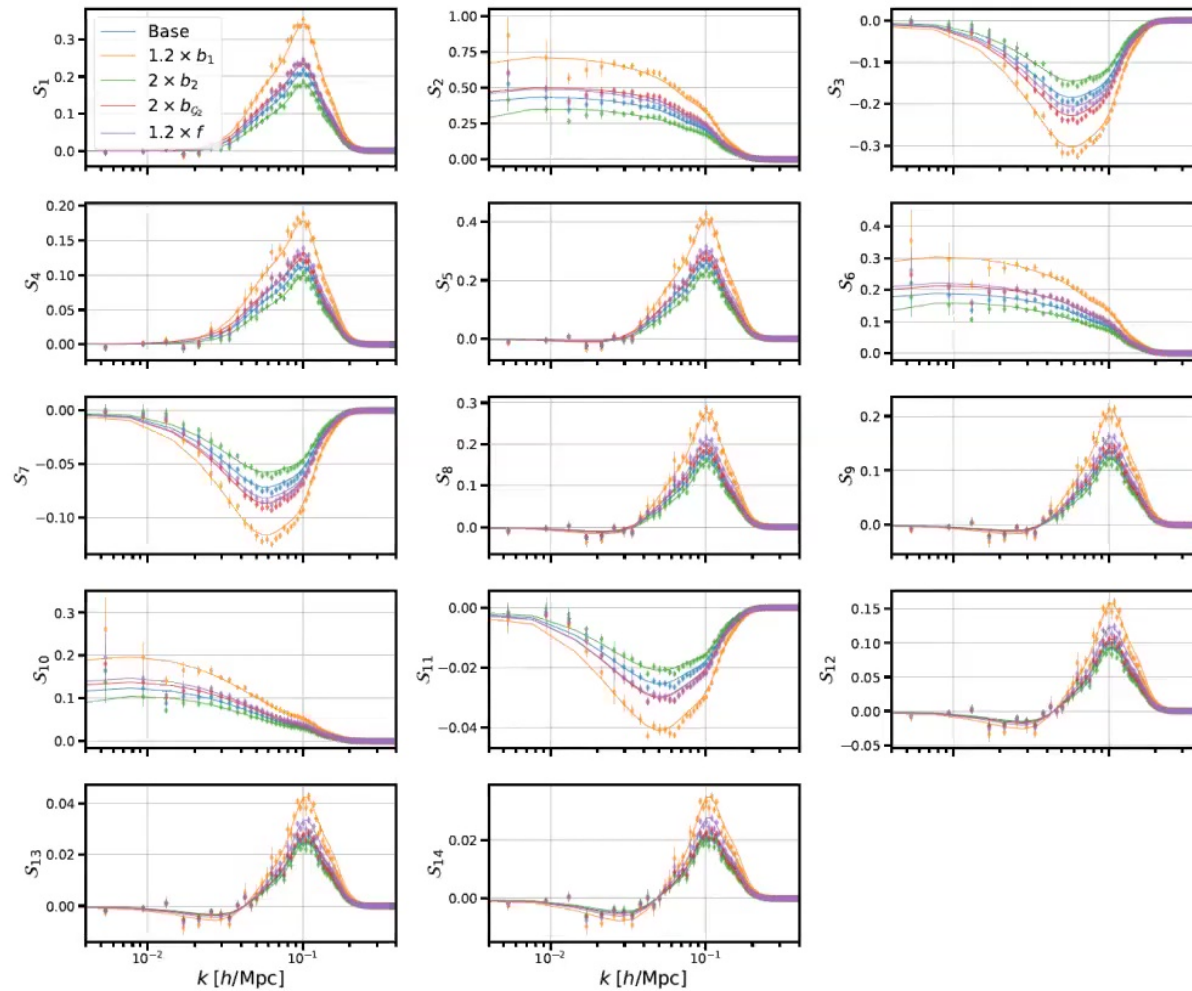 Base
1.2 × b₁
2 × b₂
2 × b_{𝒢₂}
1.2 × f
0.3
0.2
0.1
0.0
𝒮₁
1.00
0.75
0.50
0.25
0.00
𝒮₂
0.0
−0.1
−0.2
−0.3
𝒮₃
0.20
0.15
0.10
0.05
0.00
𝒮₄
0.4
0.2
0.0
𝒮₅
0.4
0.3
0.2
0.1
0.0
𝒮₆
0.00
−0.05
−0.10
𝒮₇
0.3
0.2
0.1
0.0
𝒮₈
0.2
0.1
0.0
𝒮₉
0.3
0.2
0.1
0.0
𝒮₁₀
0.00
−0.02
−0.04
𝒮₁₁
0.15
0.10
0.05
0.00
−0.05
𝒮₁₂
0.04
0.02
0.00
𝒮₁₃
10⁻²
10⁻¹
k [h/Mpc]
0.02
0.00
𝒮₁₄
10⁻²
10⁻¹
k [h/Mpc]